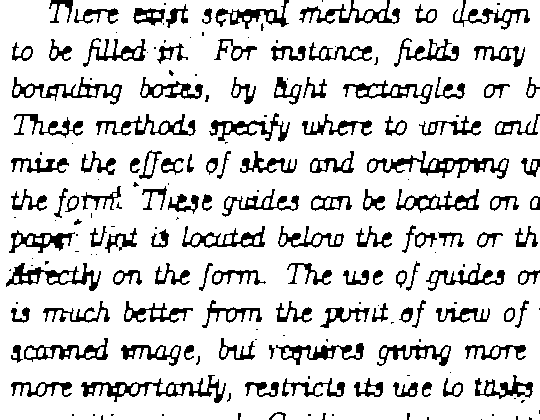 There exist several methods to design
to be filled in. For instance, fields may
bounding boxes, by light rectangles or
These methods specify where to write and
mize the effect of skew and overlapping
the form. These guides can be located on
paper that is located below the form or
directly on the form. The use of guides on
is much better from the point of view of
scanned image, but requires giving more
more importantly, restricts its use to tasks